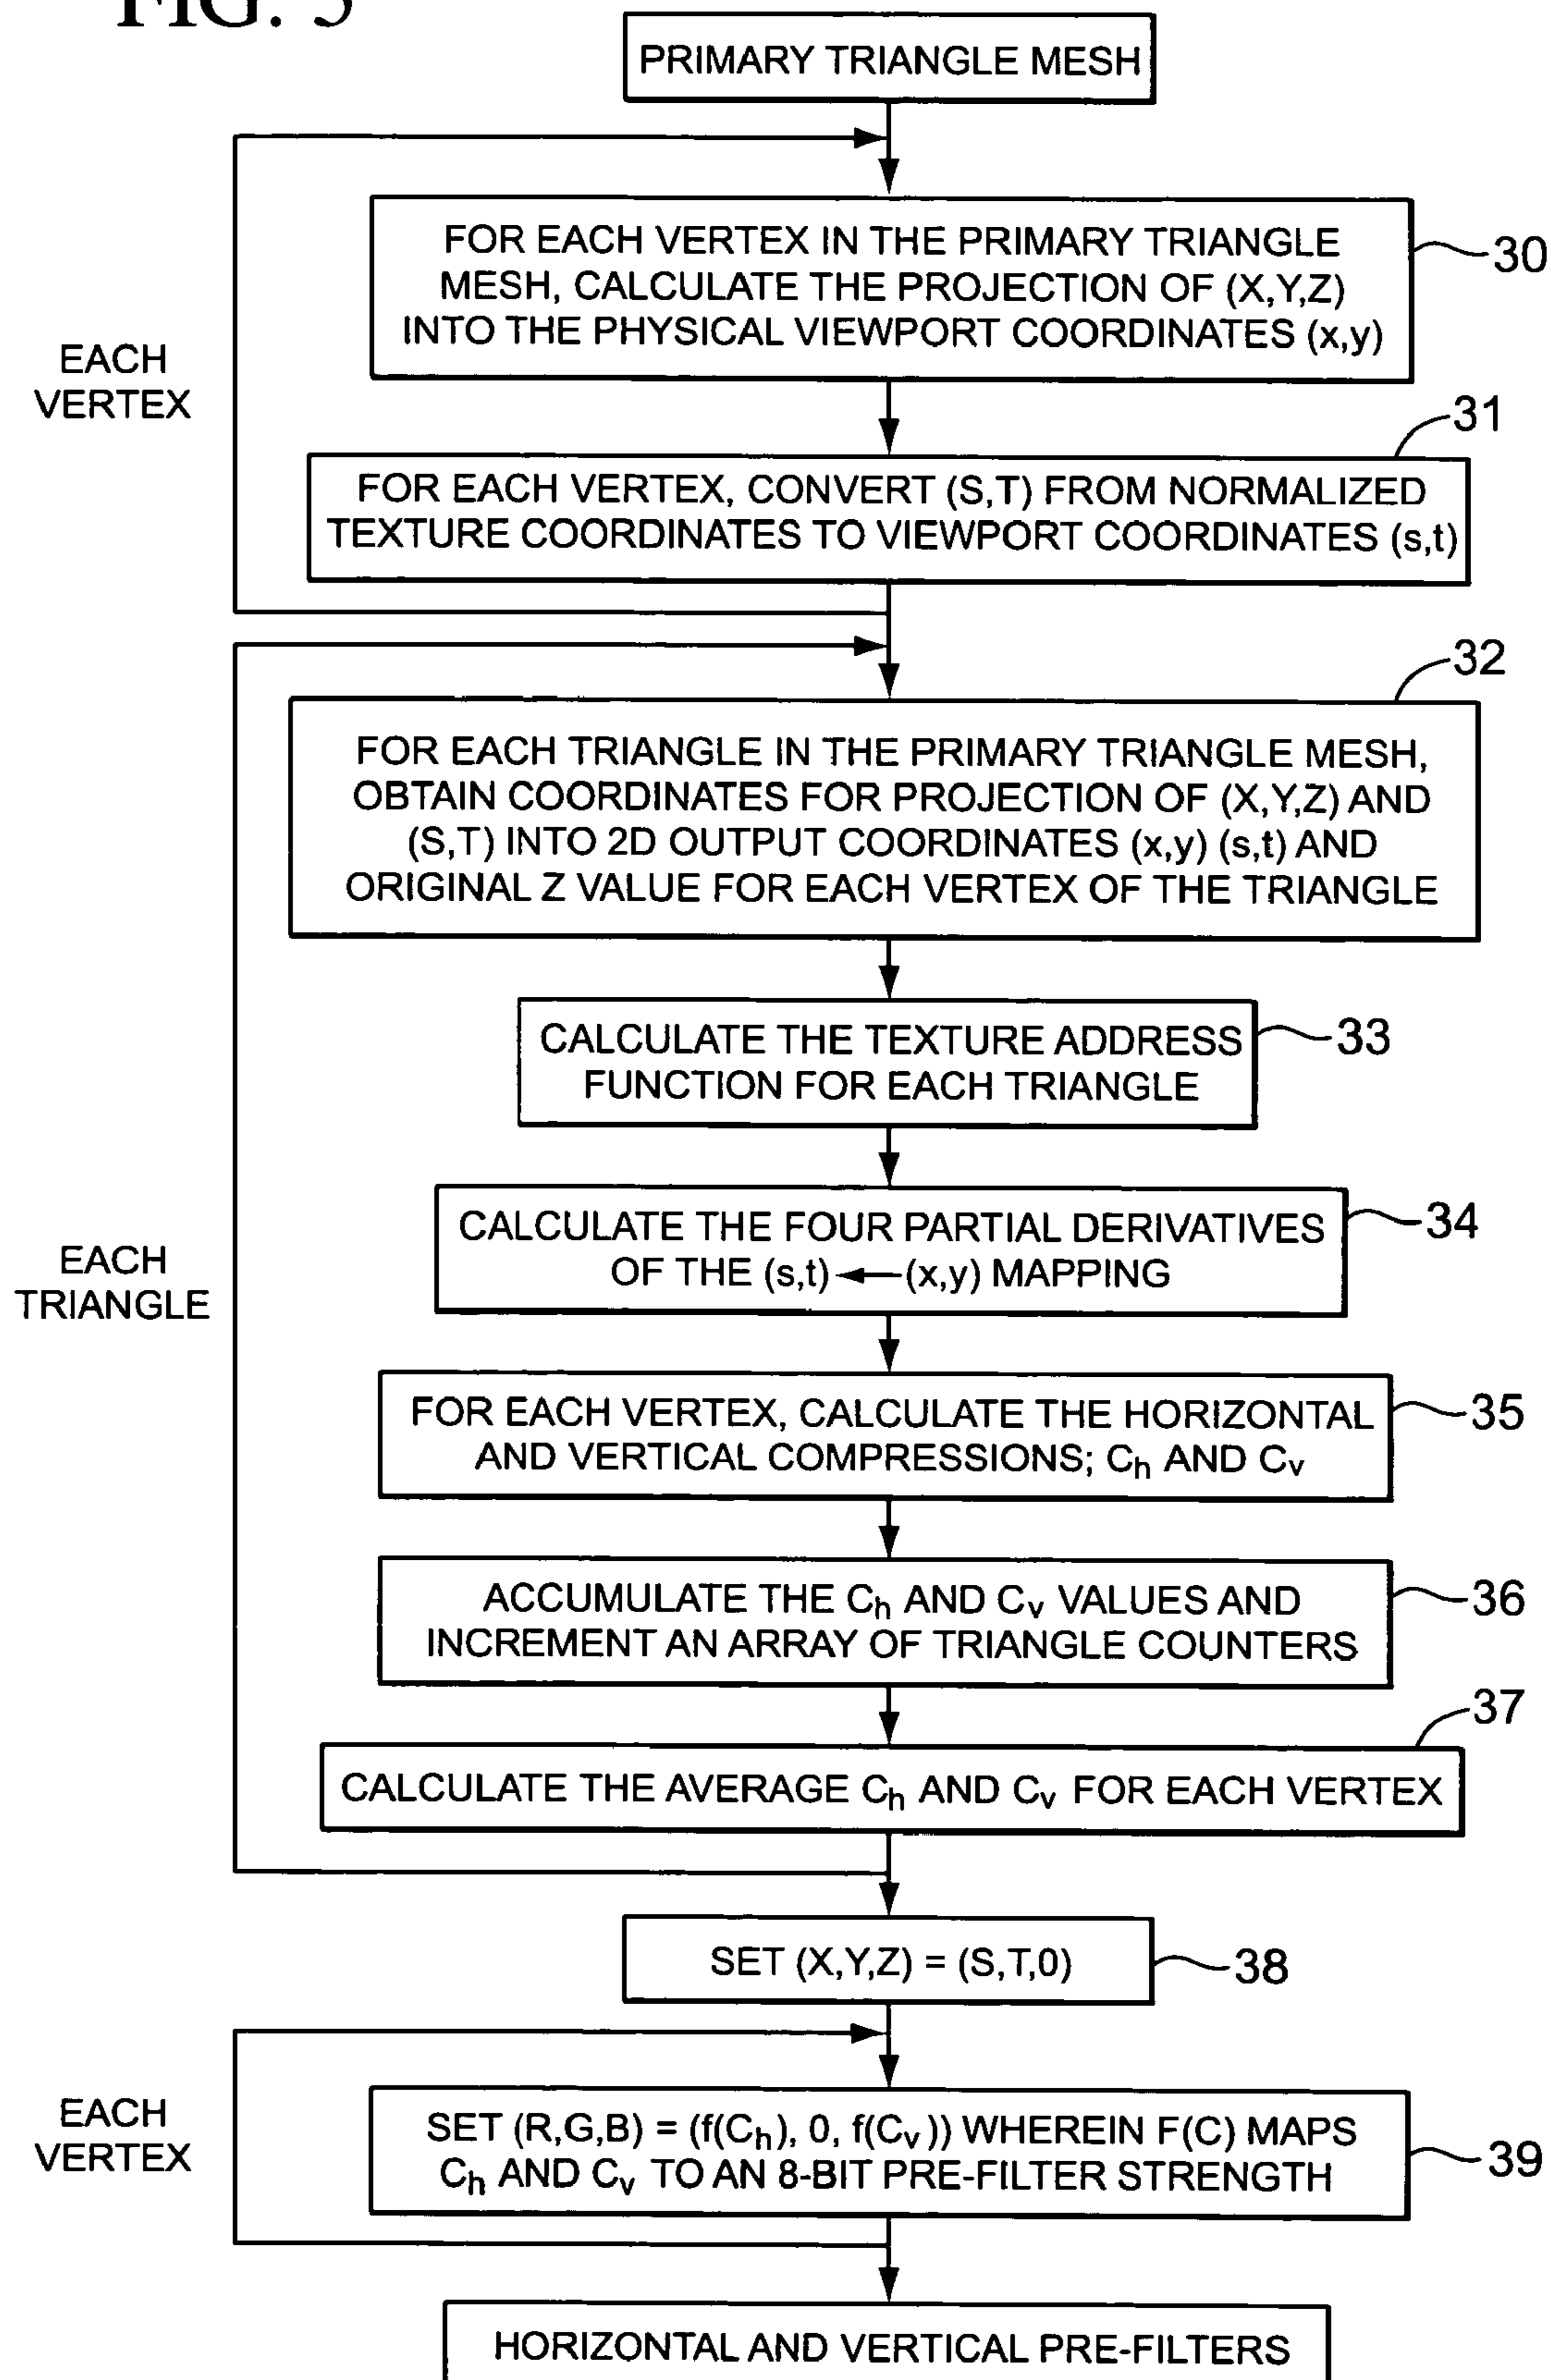 FIG. 5
PRIMARY TRIANGLE MESH
FOR EACH VERTEX IN THE PRIMARY TRIANGLE
MESH, CALCULATE THE PROJECTION OF (X,Y,Z)
INTO THE PHYSICAL VIEWPORT COORDINATES (x,y)
30
EACH
VERTEX
31
FOR EACH VERTEX, CONVERT (S,T) FROM NORMALIZED
TEXTURE COORDINATES TO VIEWPORT COORDINATES (s,t)
32
FOR EACH TRIANGLE IN THE PRIMARY TRIANGLE MESH,
OBTAIN COORDINATES FOR PROJECTION OF (X,Y,Z) AND
(S,T) INTO 2D OUTPUT COORDINATES (x,y) (s,t) AND
ORIGINAL Z VALUE FOR EACH VERTEX OF THE TRIANGLE
CALCULATE THE TEXTURE ADDRESS
FUNCTION FOR EACH TRIANGLE
33
EACH
TRIANGLE
CALCULATE THE FOUR PARTIAL DERIVATIVES
OF THE (s,t) ← (x,y) MAPPING
34
FOR EACH VERTEX, CALCULATE THE HORIZONTAL
AND VERTICAL COMPRESSIONS; Ch AND Cv
35
ACCUMULATE THE Ch AND Cv VALUES AND
INCREMENT AN ARRAY OF TRIANGLE COUNTERS
36
37
CALCULATE THE AVERAGE Ch AND Cv FOR EACH VERTEX
SET (X,Y,Z) = (S,T,0)
38
EACH
VERTEX
SET (R,G,B) = (f(Ch), 0, f(Cv)) WHEREIN F(C) MAPS
Ch AND Cv TO AN 8-BIT PRE-FILTER STRENGTH
39
HORIZONTAL AND VERTICAL PRE-FILTERS